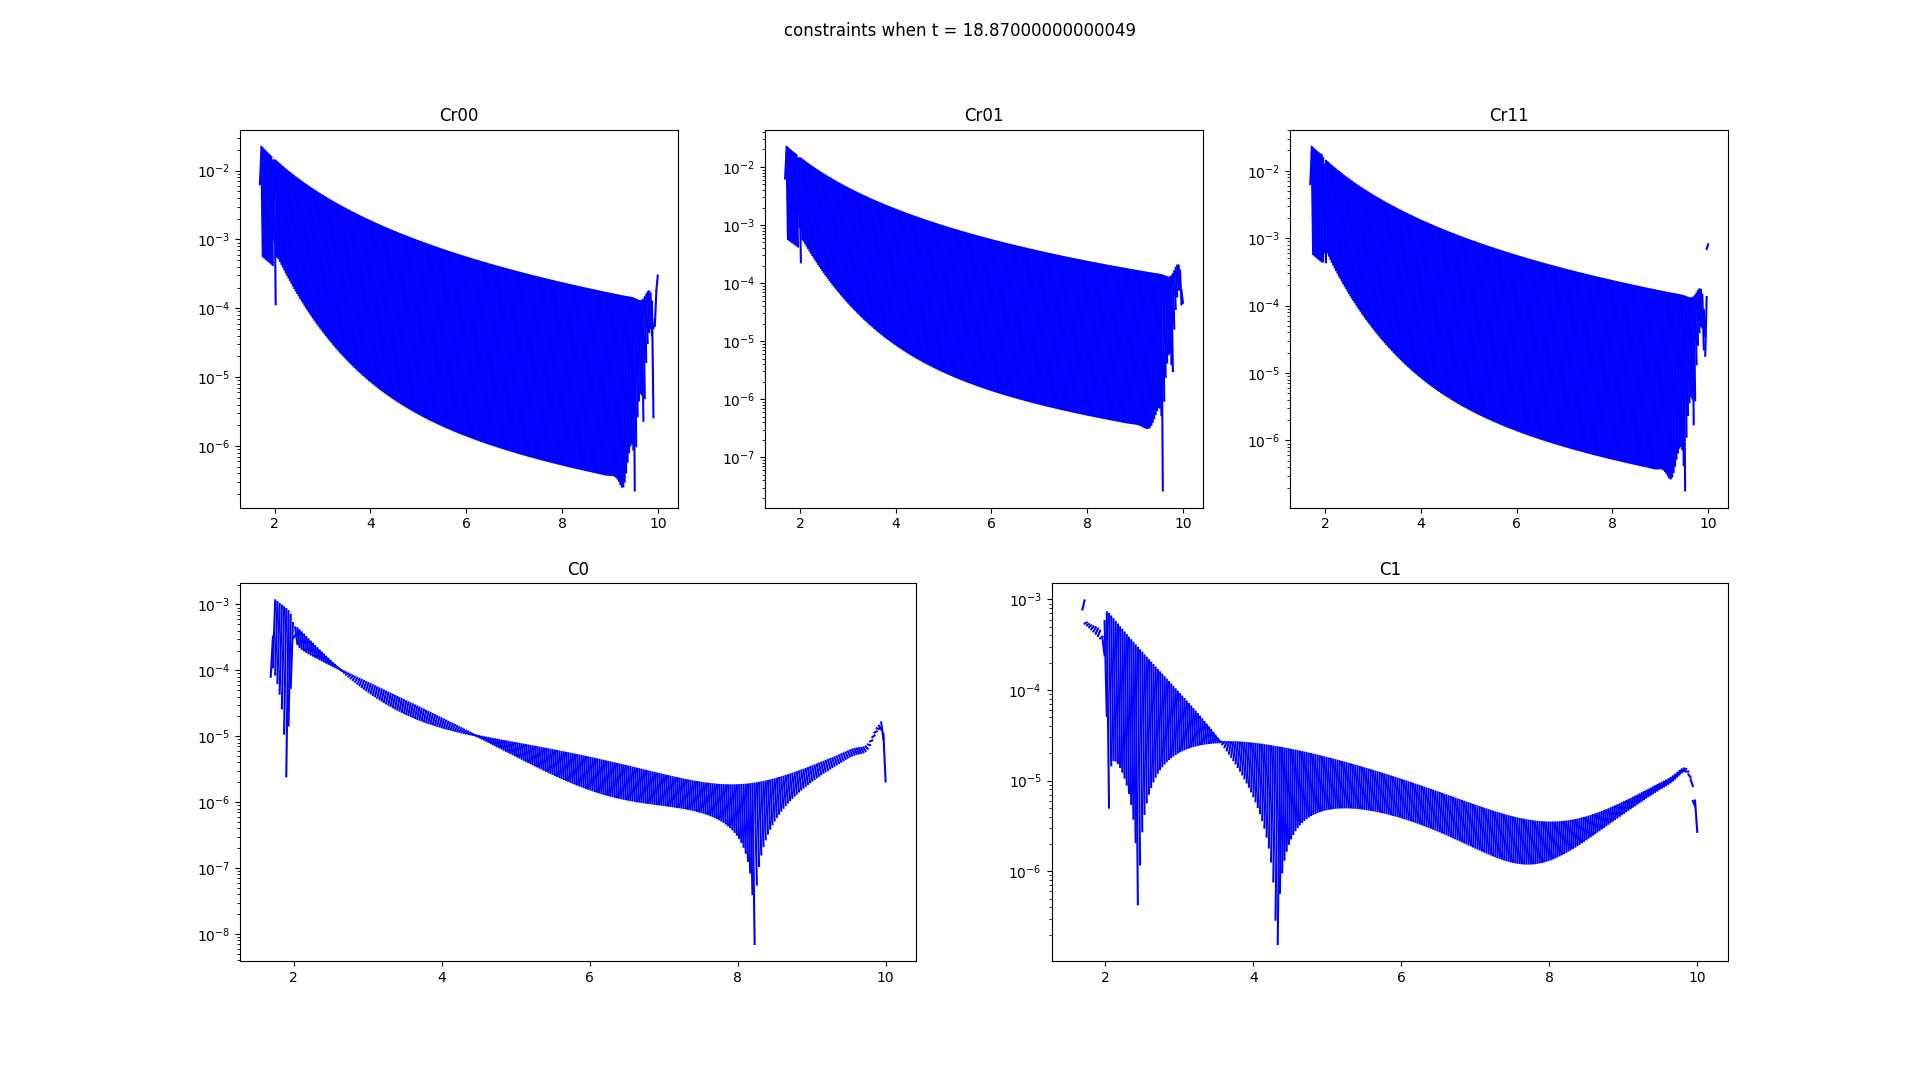 constraints when t = 18.87000000000049
Cr00 Cr01 Cr11
10⁻² 10⁻² 10⁻²
10⁻³ 10⁻³ 10⁻³
10⁻⁴ 10⁻⁴ 10⁻⁴
10⁻⁵ 10⁻⁵ 10⁻⁵
10⁻⁶ 10⁻⁶ 10⁻⁶
10⁻⁷
2 4 6 8 10 2 4 6 8 10 2 4 6 8 10
C0 C1
10⁻³ 10⁻³
10⁻⁴ 10⁻⁴
10⁻⁵ 10⁻⁵
10⁻⁶ 10⁻⁶
10⁻⁷
10⁻⁸
2 4 6 8 10 2 4 6 8 10